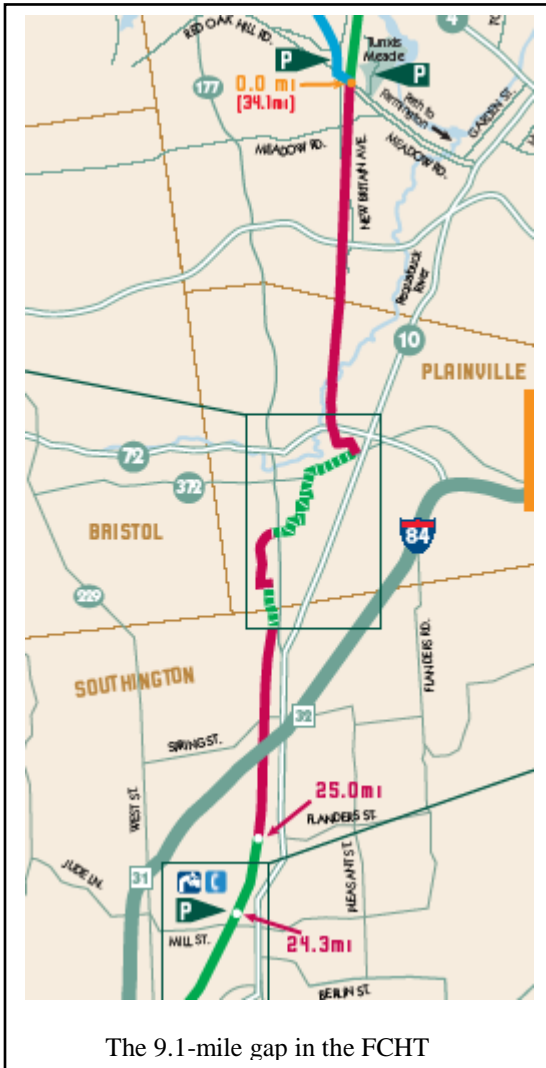 4
RED OAK HILL RD.
P
Tunxis
Meade
P
0.0 mi
(34.1mi)
177
Path to
Farmington
GARDEN ST.
MEADOW RD.
MEADOW RD.
NEW BRITAIN AVE.
Pequabuck
River
10
PLAINVILLE
72
372
BRISTOL
84
229
FLANDERS RD.
SOUTHINGTON
32
SPRING ST.
WEST ST.
25.0mi
FLANDERS ST.
JUDE LN.
31
PLEASANT ST.
P
MILL ST.
24.3mi
BERLIN ST.
The 9.1-mile gap in the FCHT